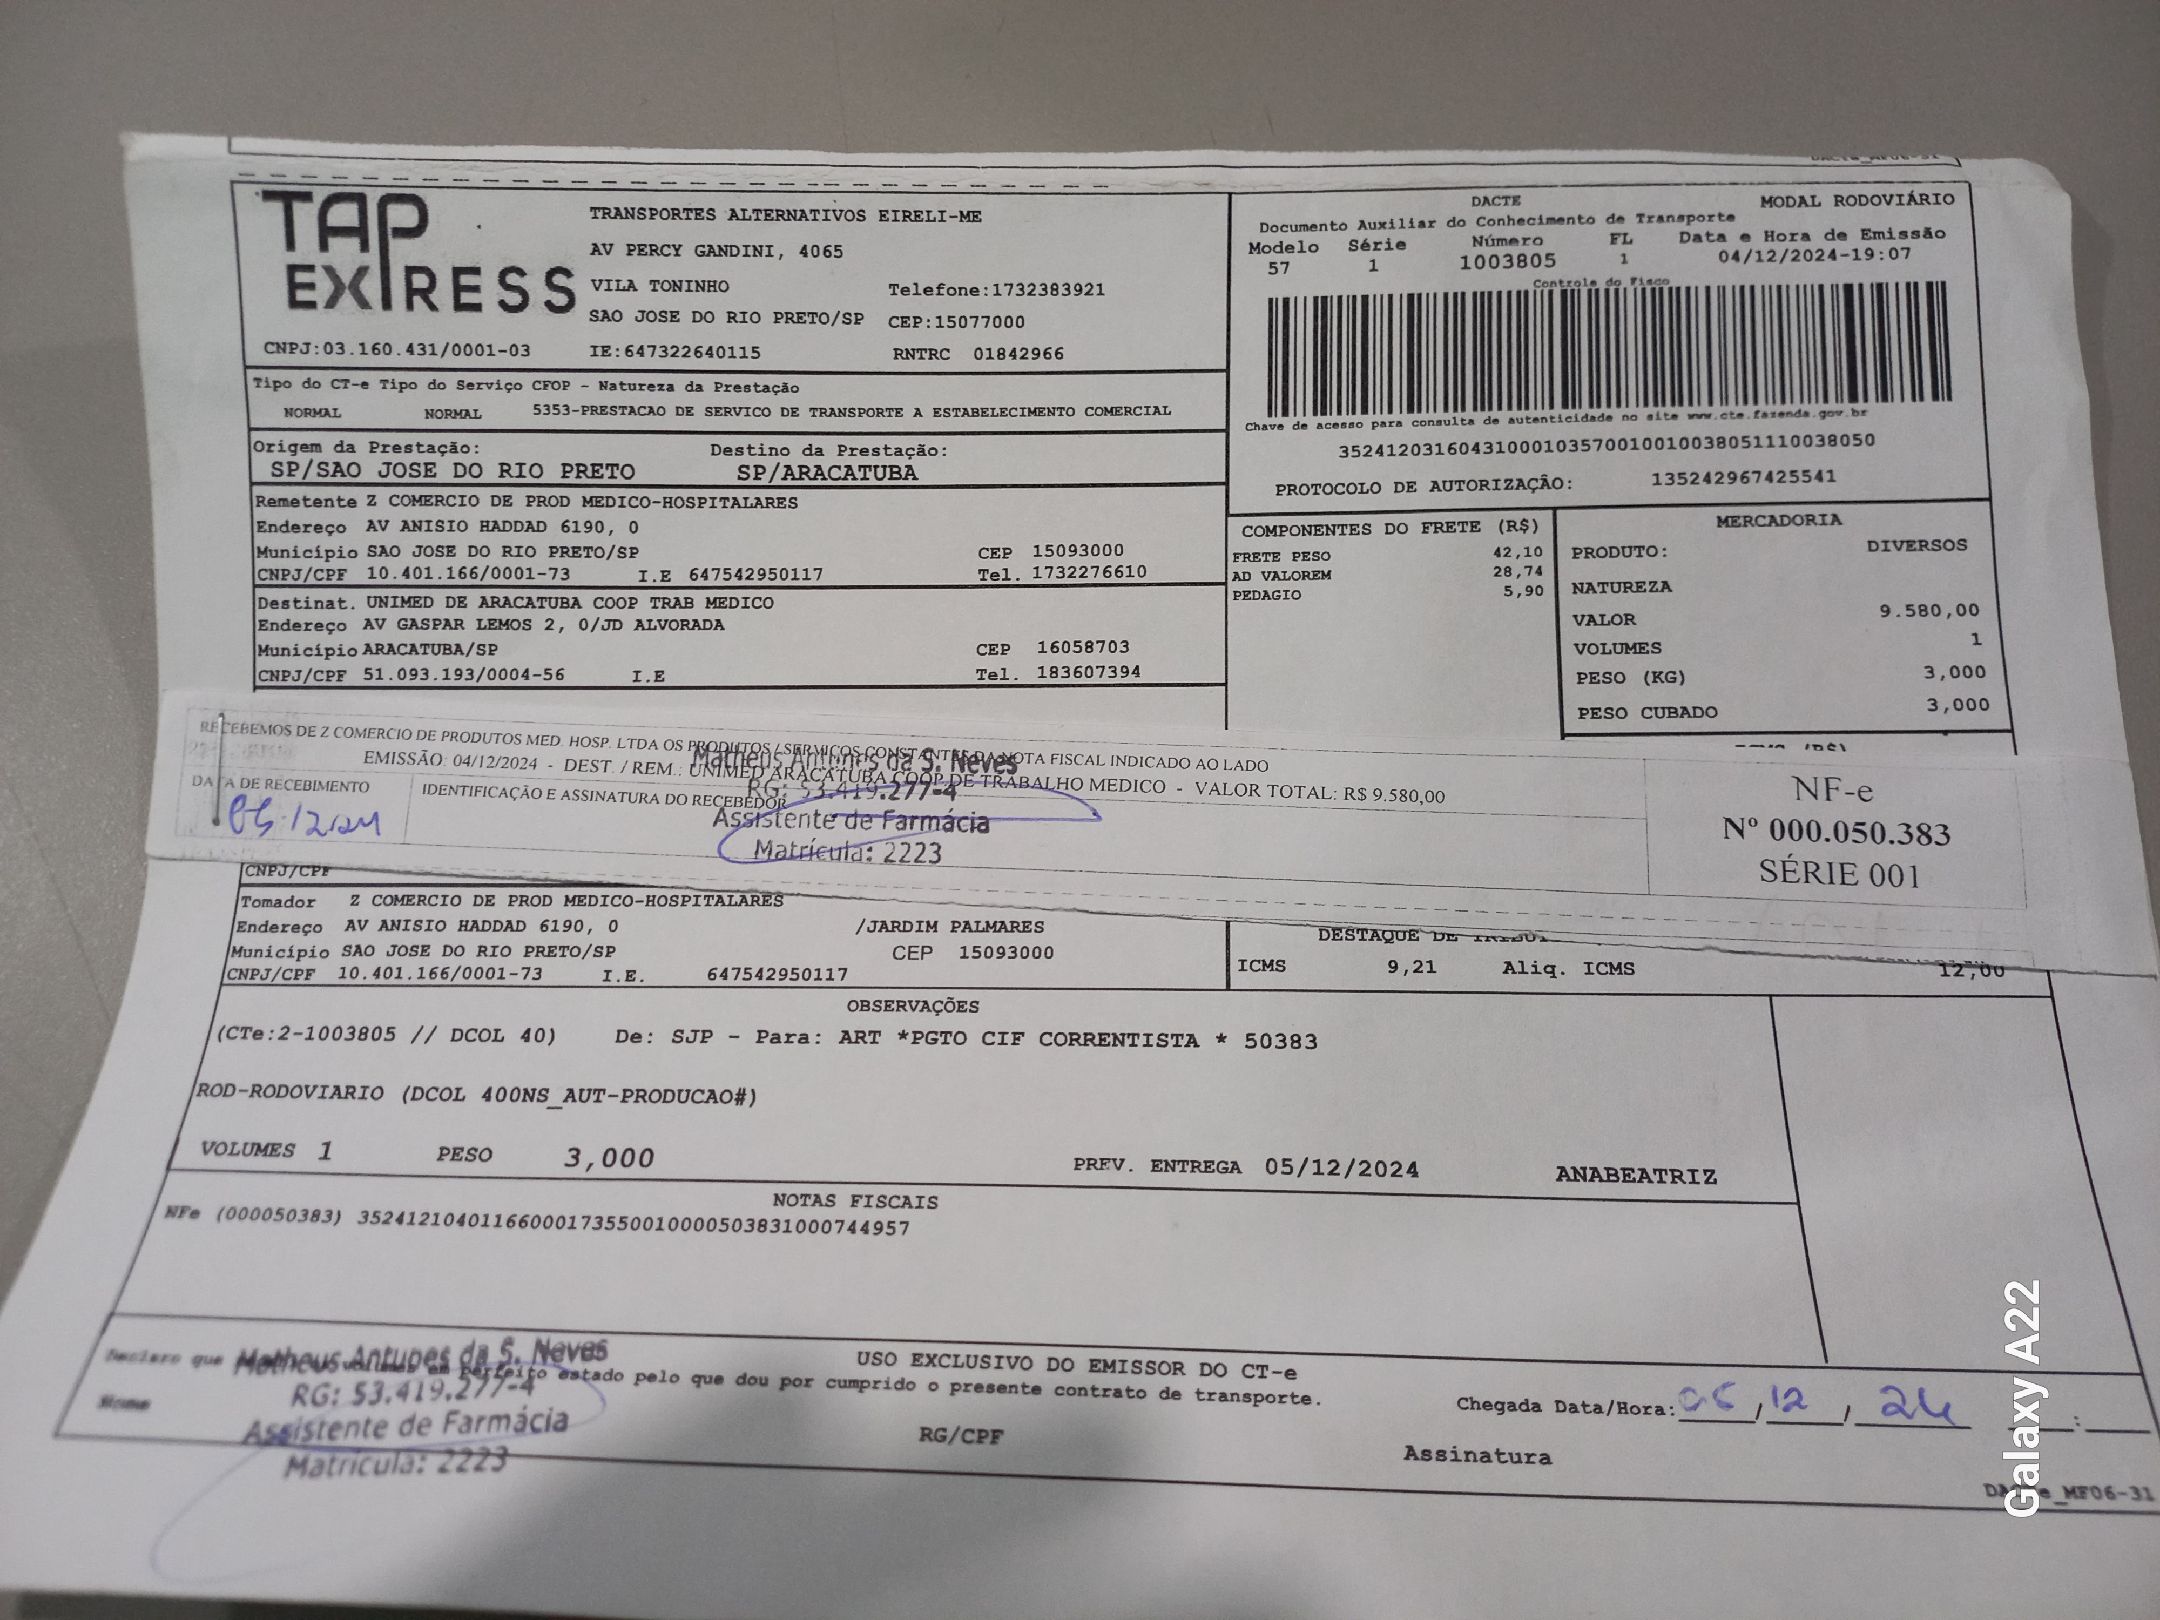 TAP EXPRESS
TRANSPORTES ALTERNATIVOS EIRELI-ME
AV PERCY GANDINI, 4065
VILA TONINHO Telefone:1732383921
SAO JOSE DO RIO PRETO/SP CEP:15077000
CNPJ:03.160.431/0001-03 IE:647322640115 RNTRC 01842966
DACTE MODAL RODOVIÁRIO
Documento Auxiliar do Conhecimento de Transporte
Modelo Série Número FL Data e Hora de Emissão
57 1 1003805 1 04/12/2024-19:07
Controle do Fisco
Chave de acesso para consulta de autenticidade no site www.cte.fazenda.gov.br
35241203160431000103570010010038051110038050
PROTOCOLO DE AUTORIZAÇÃO: 135242967425541
Tipo do CT-e Tipo do Serviço CFOP - Natureza da Prestação
NORMAL NORMAL 5353-PRESTACAO DE SERVICO DE TRANSPORTE A ESTABELECIMENTO COMERCIAL
Origem da Prestação: Destino da Prestação:
SP/SAO JOSE DO RIO PRETO SP/ARACATUBA
Remetente Z COMERCIO DE PROD MEDICO-HOSPITALARES
Endereço AV ANISIO HADDAD 6190, 0
Município SAO JOSE DO RIO PRETO/SP CEP 15093000
CNPJ/CPF 10.401.166/0001-73 I.E 647542950117 Tel. 1732276610
Destinat. UNIMED DE ARACATUBA COOP TRAB MEDICO
Endereço AV GASPAR LEMOS 2, 0/JD ALVORADA
Município ARACATUBA/SP CEP 16058703
CNPJ/CPF 51.093.193/0004-56 I.E Tel. 183607394
COMPONENTES DO FRETE (R$)
FRETE PESO 42,10
AD VALOREM 28,74
PEDAGIO 5,90
MERCADORIA
PRODUTO: DIVERSOS
NATUREZA
VALOR 9.580,00
VOLUMES 1
PESO (KG) 3,000
PESO CUBADO 3,000
RECEBEMOS DE Z COMERCIO DE PRODUTOS MED. HOSP. LTDA OS PRODUTOS / SERVIÇOS CONSTANTES DA NOTA FISCAL INDICADO AO LADO
EMISSÃO: 04/12/2024 - DEST. / REM.: UNIMED ARACATUBA COOP DE TRABALHO MEDICO - VALOR TOTAL: R$ 9.580,00
DATA DE RECEBIMENTO IDENTIFICAÇÃO E ASSINATURA DO RECEBEDOR
05/12/24
Matheus Antunes da S. Neves
RG: 53.419.277-4
Assistente de Farmácia
Matrícula: 2223
NF-e
Nº 000.050.383
SÉRIE 001
CNPJ/CPF
Tomador Z COMERCIO DE PROD MEDICO-HOSPITALARES
Endereço AV ANISIO HADDAD 6190, 0 /JARDIM PALMARES
Município SAO JOSE DO RIO PRETO/SP CEP 15093000
CNPJ/CPF 10.401.166/0001-73 I.E. 647542950117
DESTAQUE DE
ICMS 9,21 Aliq. ICMS 12,00
OBSERVAÇÕES
(CTe:2-1003805 // DCOL 40) De: SJP - Para: ART *PGTO CIF CORRENTISTA * 50383
ROD-RODOVIARIO (DCOL 400NS_AUT-PRODUCAO#)
VOLUMES 1 PESO 3,000 PREV. ENTREGA 05/12/2024 ANABEATRIZ
NOTAS FISCAIS
NFe (000050383) 35241210401166000173550010000503831000744957
USO EXCLUSIVO DO EMISSOR DO CT-e
Declaro que em perfeito estado pelo que dou por cumprido o presente contrato de transporte.
Nome RG/CPF Assinatura
Chegada Data/Hora: 05/12/24 :
Matheus Antunes da S. Neves
RG: 53.419.277-4
Assistente de Farmácia
Matrícula: 2223
Galaxy A22